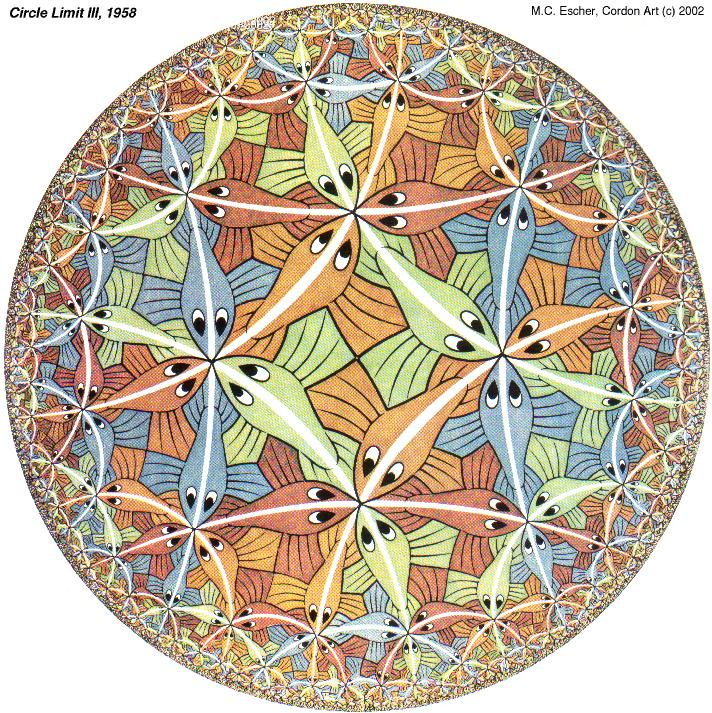 Circle Limit III, 1958
M.C. Escher, Cordon Art (c) 2002